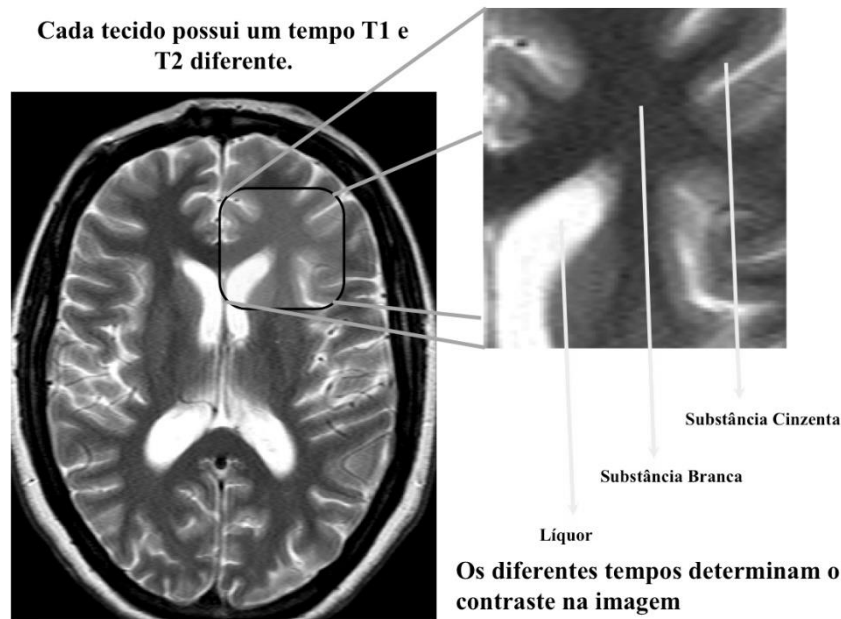 Cada tecido possui um tempo T1 e
T2 diferente.
Substância Cinzenta
Substância Branca
Líquor
Os diferentes tempos determinam o
contraste na imagem